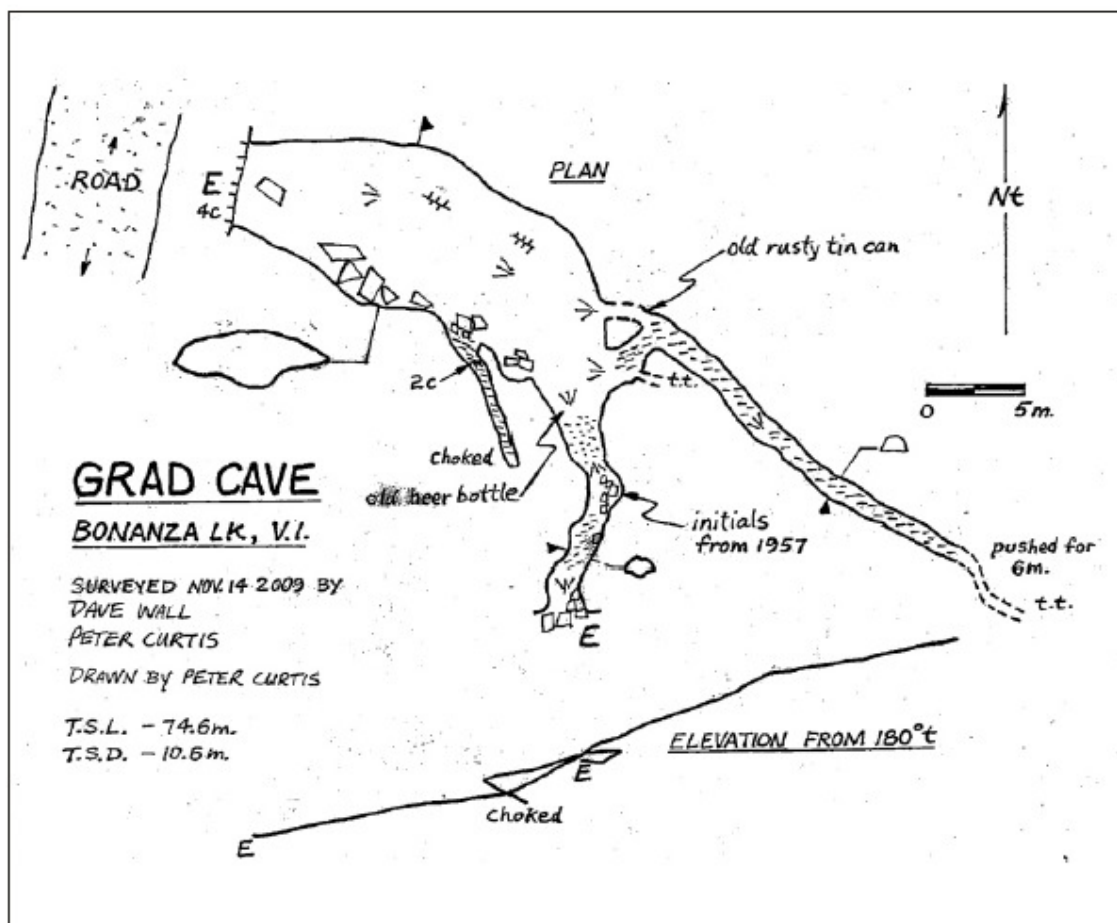 PLAN
ROAD
E
4c
Nt
old rusty tin can
2c
t.t.
0 5m.
choked
old beer bottle
initials
from 1957
pushed for
6m.
t.t.
E
GRAD CAVE
BONANZA LK, V.I.
SURVEYED NOV. 14 2009 BY
DAVE WALL
PETER CURTIS
DRAWN BY PETER CURTIS
T.S.L. - 74.6m.
T.S.D. - 10.6m.
ELEVATION FROM 180°t
E
choked
E